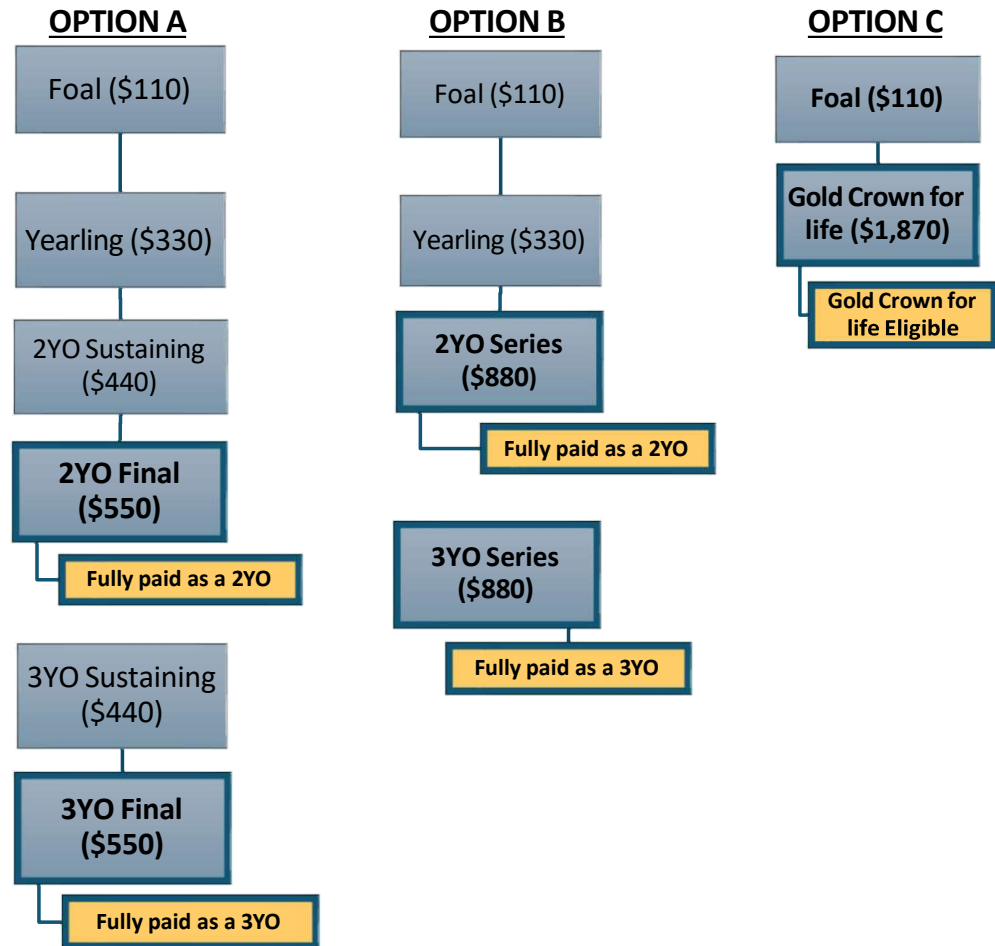 OPTION A
Foal ($110)
Yearling ($330)
2YO Sustaining
($440)
2YO Final
($550)
Fully paid as a 2YO
3YO Sustaining
($440)
3YO Final
($550)
Fully paid as a 3YO
OPTION B
Foal ($110)
Yearling ($330)
2YO Series
($880)
Fully paid as a 2YO
3YO Series
($880)
Fully paid as a 3YO
OPTION C
Foal ($110)
Gold Crown for
life ($1,870)
Gold Crown for
life Eligible